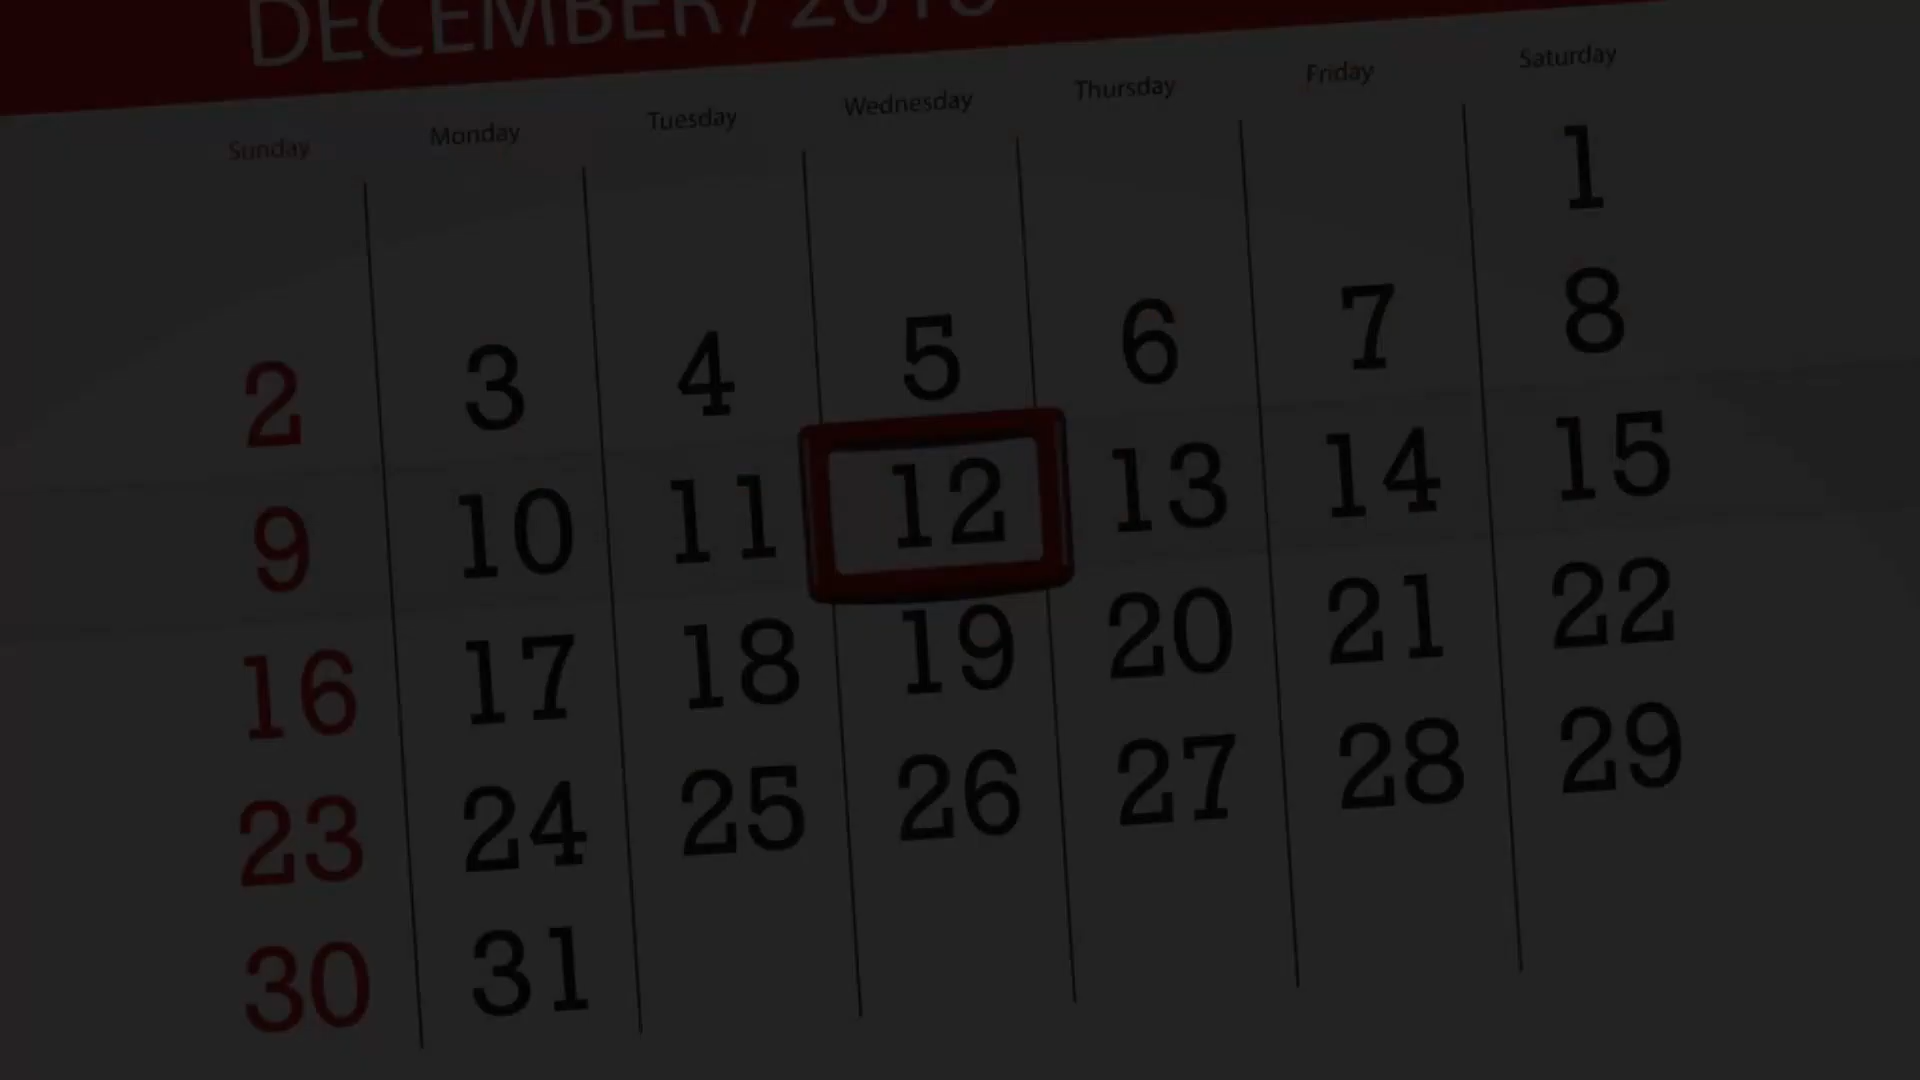 DECEMBER / 2018
Sunday Monday Tuesday Wednesday Thursday Friday Saturday
1
2 3 4 5 6 7 8
9 10 11 12 13 14 15
16 17 18 19 20 21 22
23 24 25 26 27 28 29
30 31